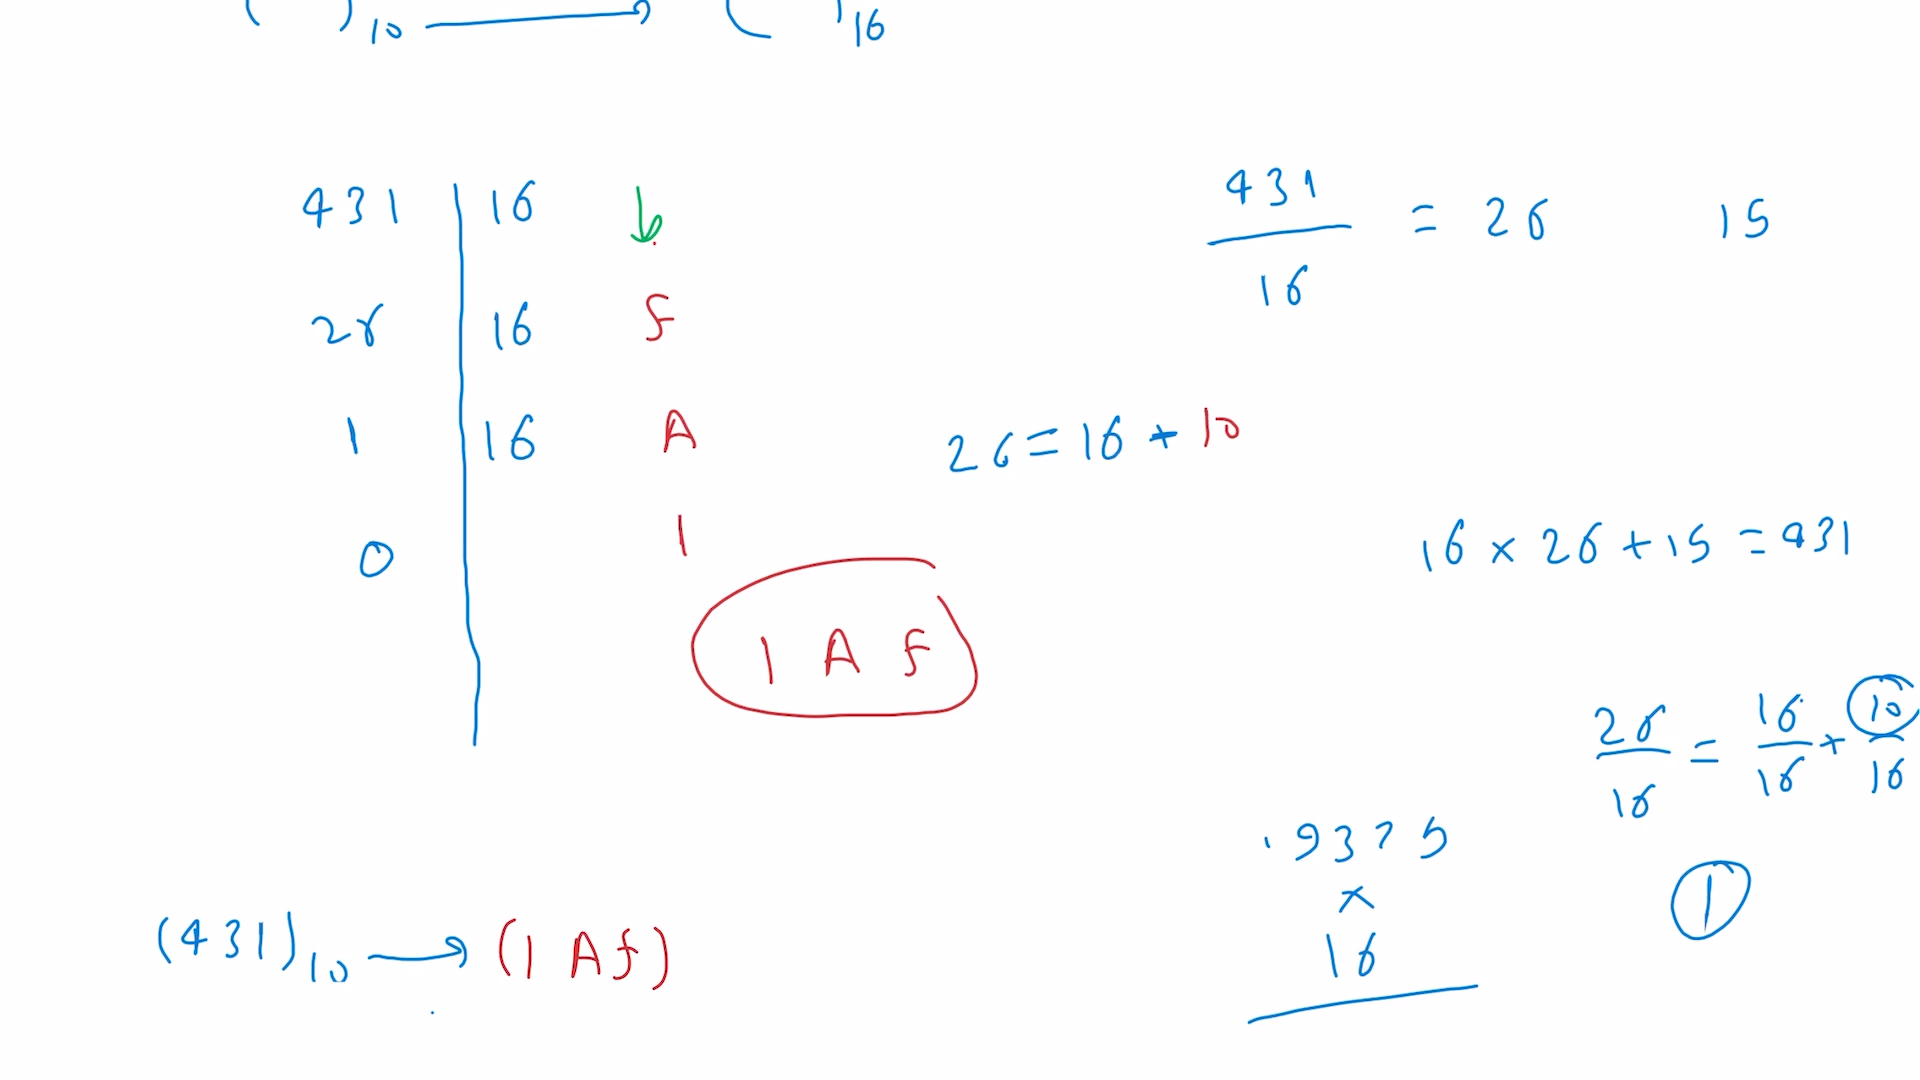 ( )10 → ( )16
431 | 16 ↓
26 | 16 F
1 | 16 A
0 | 1
1 A F
(431)10 → (1 A F)
431/16 = 26 15
26 = 16 + 10
16 × 26 + 15 = 431
26/16 = 16/16 + 10/16
1
.9375
×
16